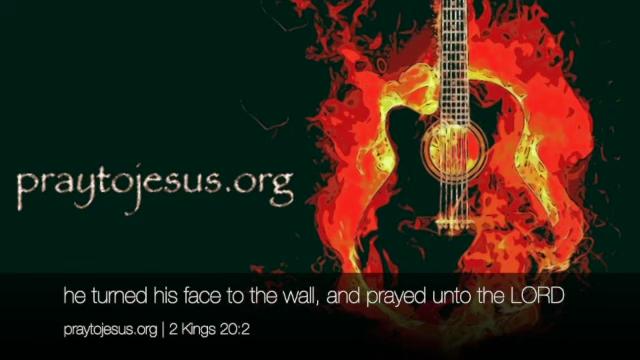 praytojesus.org
he turned his face to the wall, and prayed unto the LORD
praytojesus.org | 2 Kings 20:2